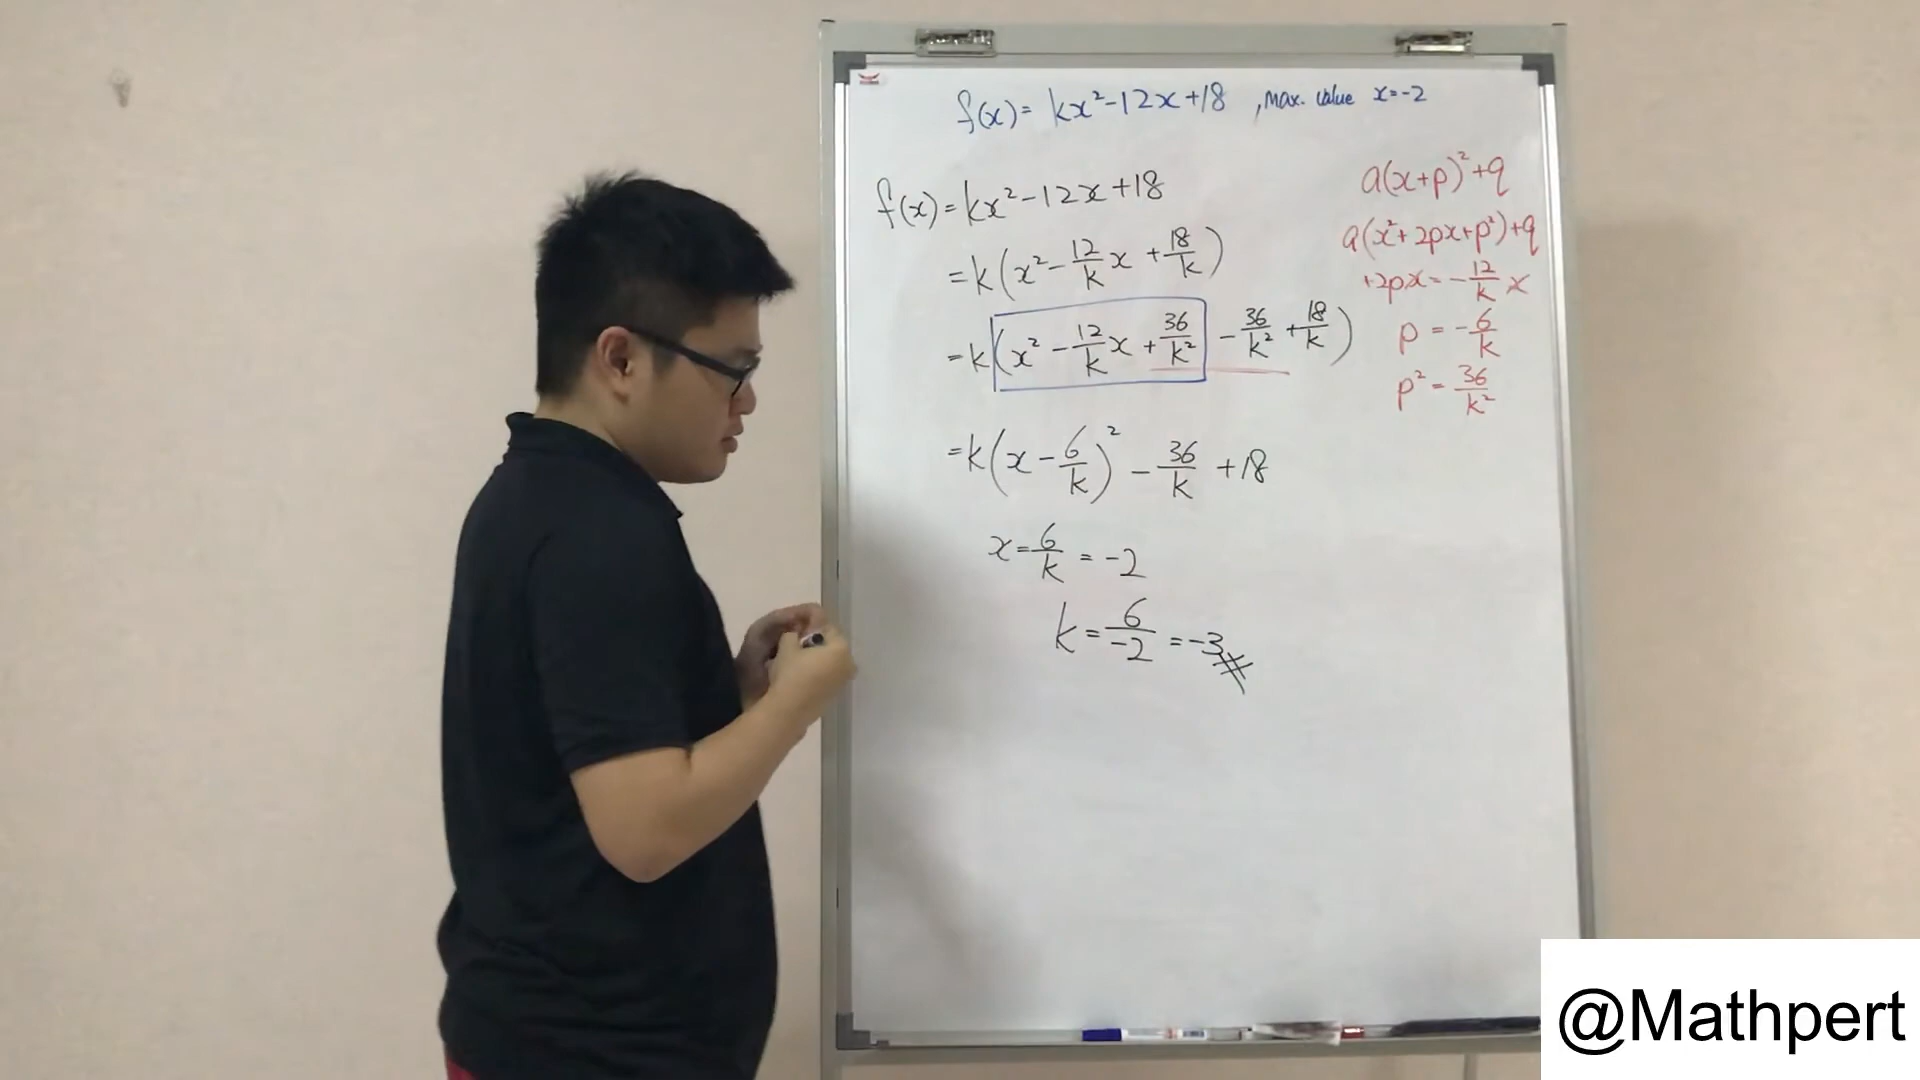 f(x) = kx² - 12x + 18 , Max. value x = -2
f(x) = kx² - 12x + 18
= k(x² - 12/k x + 18/k)
= k(x² - 12/k x + 36/k² - 36/k² + 18/k)
= k(x - 6/k)² - 36/k + 18
x = 6/k = -2
k = 6/-2 = -3
a(x+p)² + q
a(x² + 2px + p²) + q
+2px = - 12/k x
p = - 6/k
p² = 36/k²
@Mathpert